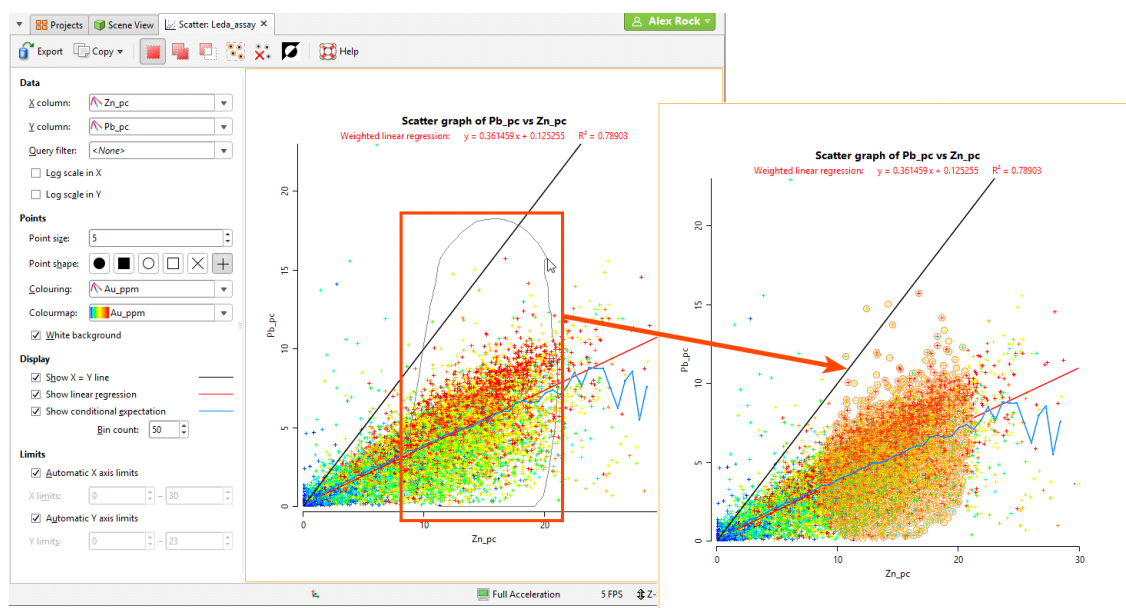 Projects Scene View Scatter: Leda_assay Alex Rock
Export Copy Help
Data
X column: Zn_pc
Y column: Pb_pc
Query filter: <None>
Log scale in X
Log scale in Y
Points
Point size: 5
Point shape:
Colouring: Au_ppm
Colourmap: Au_ppm
White background
Display
Show X = Y line
Show linear regression
Show conditional expectation
Bin count: 50
Limits
Automatic X axis limits
X limits: 0 – 30
Automatic Y axis limits
Y limits: 0 – 23
Scatter graph of Pb_pc vs Zn_pc
Weighted linear regression: y = 0.361459x + 0.125255 R² = 0.78903
20
15
10
5
0
Pb_pc
0 10 20
Zn_pc
Scatter graph of Pb_pc vs Zn_pc
Weighted linear regression: y = 0.361459x + 0.125255 R² = 0.78903
20
15
10
5
0
Pb_pc
0 10 20 30
Zn_pc
Full Acceleration 5 FPS Z-